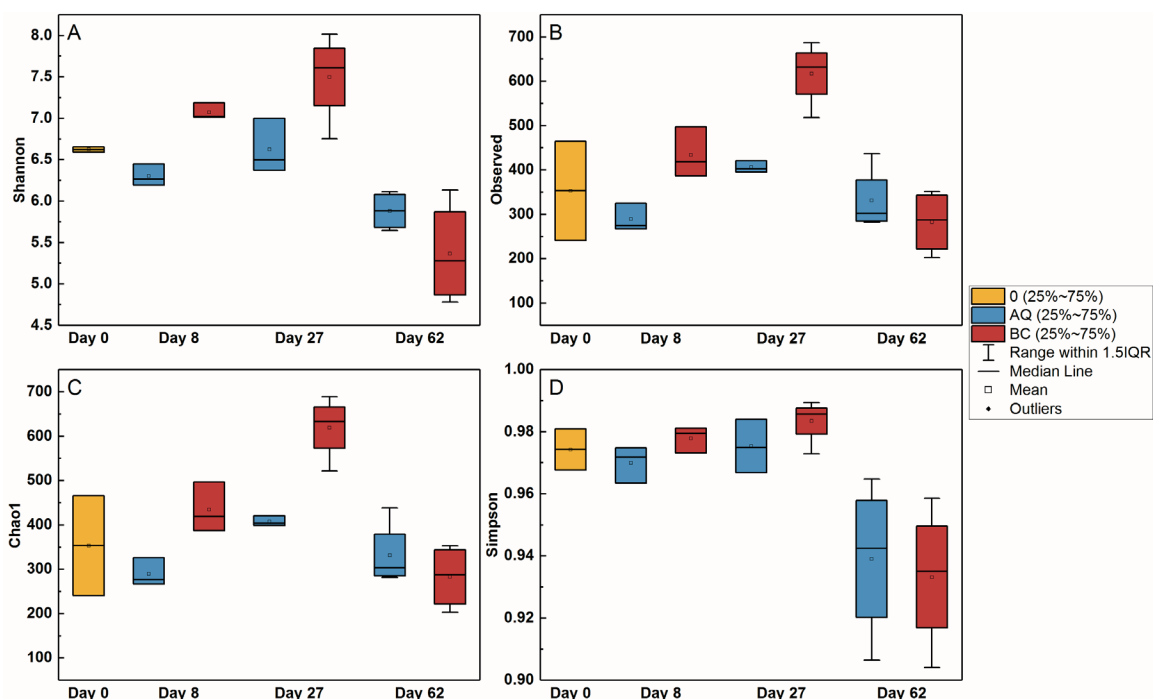 A
8.0
7.5
7.0
6.5
6.0
5.5
5.0
4.5
Shannon
Day 0 Day 8 Day 27 Day 62
B
700
600
500
400
300
200
100
Observed
Day 0 Day 8 Day 27 Day 62
0 (25%~75%)
AQ (25%~75%)
BC (25%~75%)
Range within 1.5IQR
Median Line
Mean
Outliers
C
700
600
500
400
300
200
100
Chao1
Day 0 Day 8 Day 27 Day 62
D
1.00
0.98
0.96
0.94
0.92
0.90
Simpson
Day 0 Day 8 Day 27 Day 62